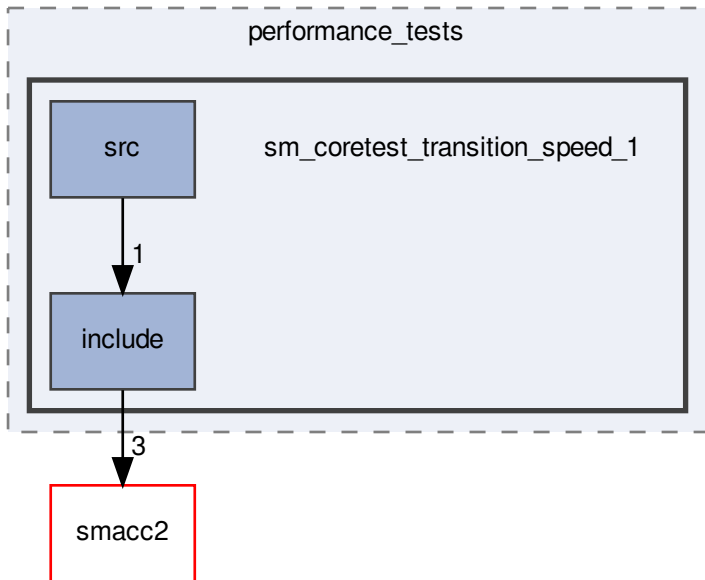 performance_tests
src
sm_coretest_transition_speed_1
1
include
3
smacc2